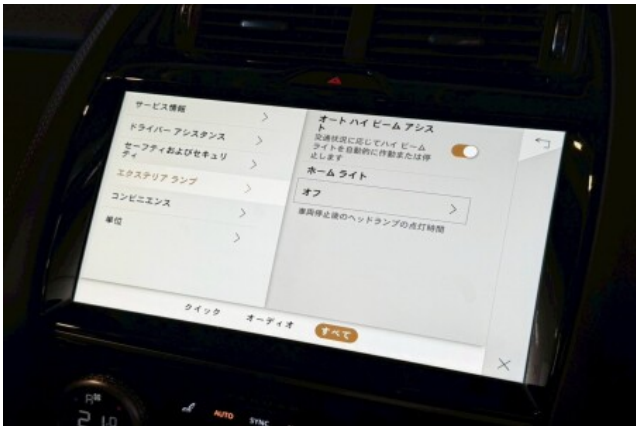 サービス情報
ドライバー アシスタンス
セーフティおよびセキュリ
ティ
エクステリア ランプ
コンビニエンス
単位
オート ハイ ビーム アシス
ト
交通状況に応じてハイ ビーム
ライトを自動的に作動または停
止します
ホーム ライト
オフ
車両停止後のヘッドランプの点灯時間
クイック
オーディオ
すべて
AUTO
SYNC